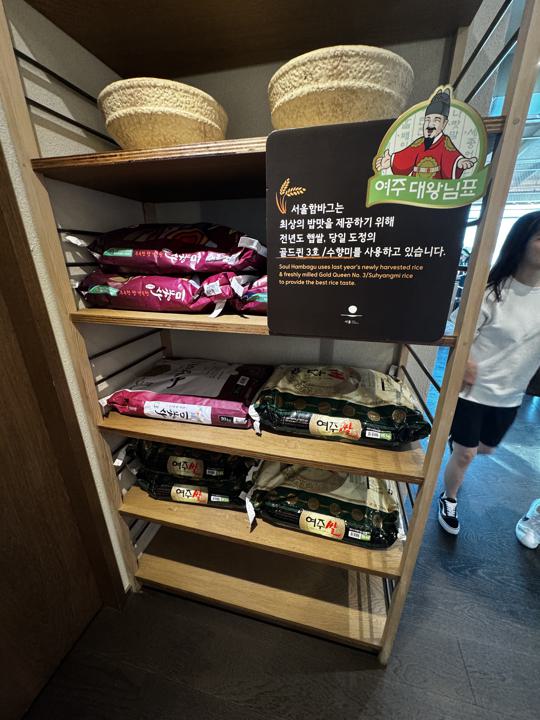 여주 대왕님표
서울함바그는
최상의 밥맛을 제공하기 위해
전년도 햅쌀, 당일 도정의
골드퀸 3호 /수향미를 사용하고 있습니다.
Soul Hambagu uses last year's newly harvested rice
& freshly milled Gold Queen No. 3/Suhyangmi rice
to provide the best rice taste.
수향미
수향미
여주쌀
여주쌀
여주쌀
여주쌀